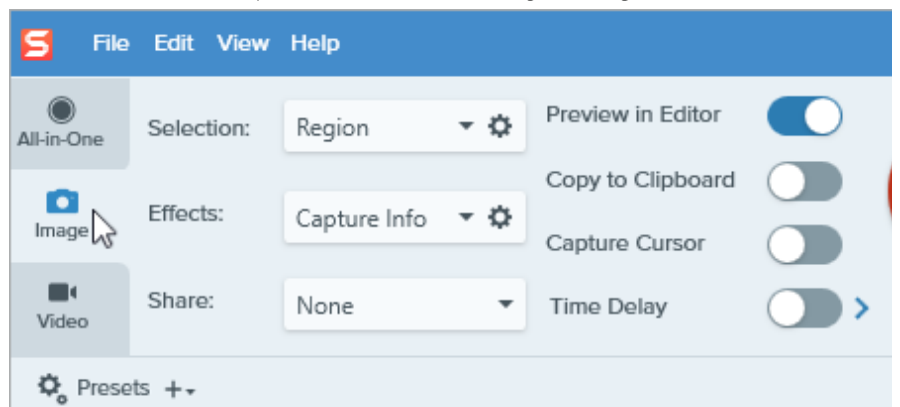 File Edit View Help
All-in-One
Image
Video
Selection: Region
Effects: Capture Info
Share: None
Preview in Editor
Copy to Clipboard
Capture Cursor
Time Delay
Presets